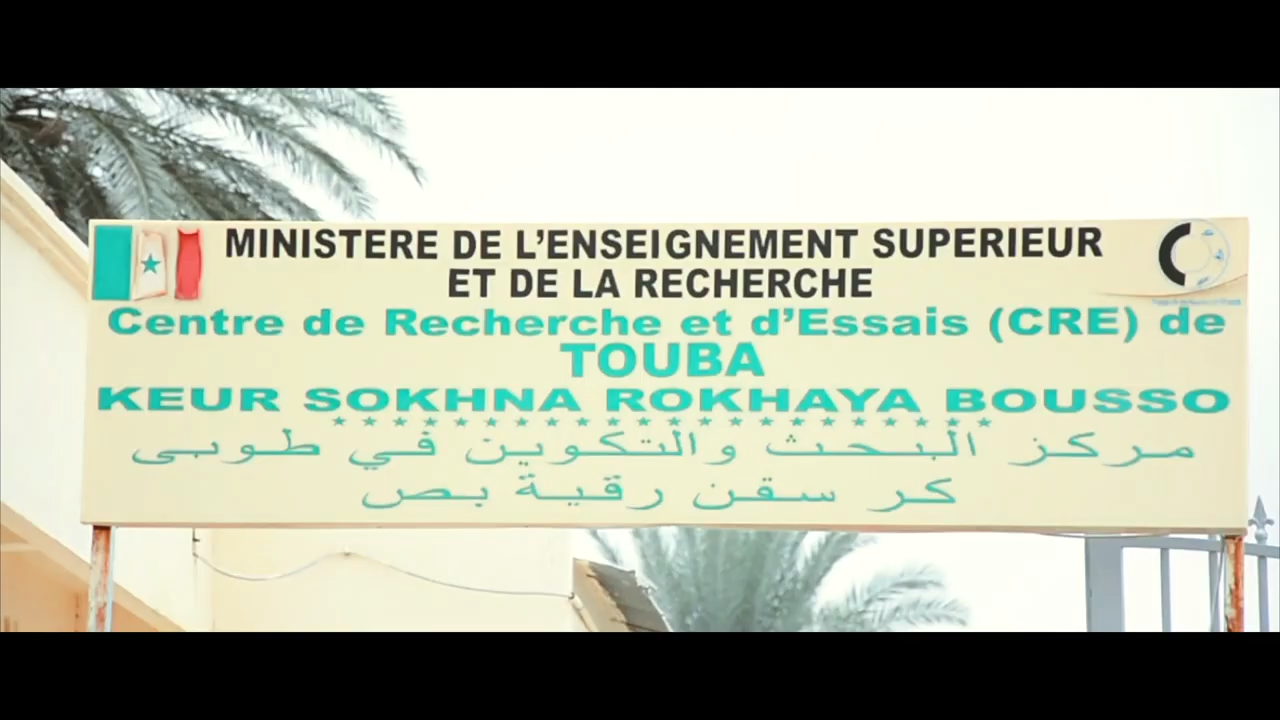 MINISTERE DE L'ENSEIGNEMENT SUPERIEUR
ET DE LA RECHERCHE
Centre de Recherche et d'Essais (CRE) de
TOUBA
KEUR SOKHNA ROKHAYA BOUSSO
مركز البحث والتكوين في طوبى
كر سقن رقية بص